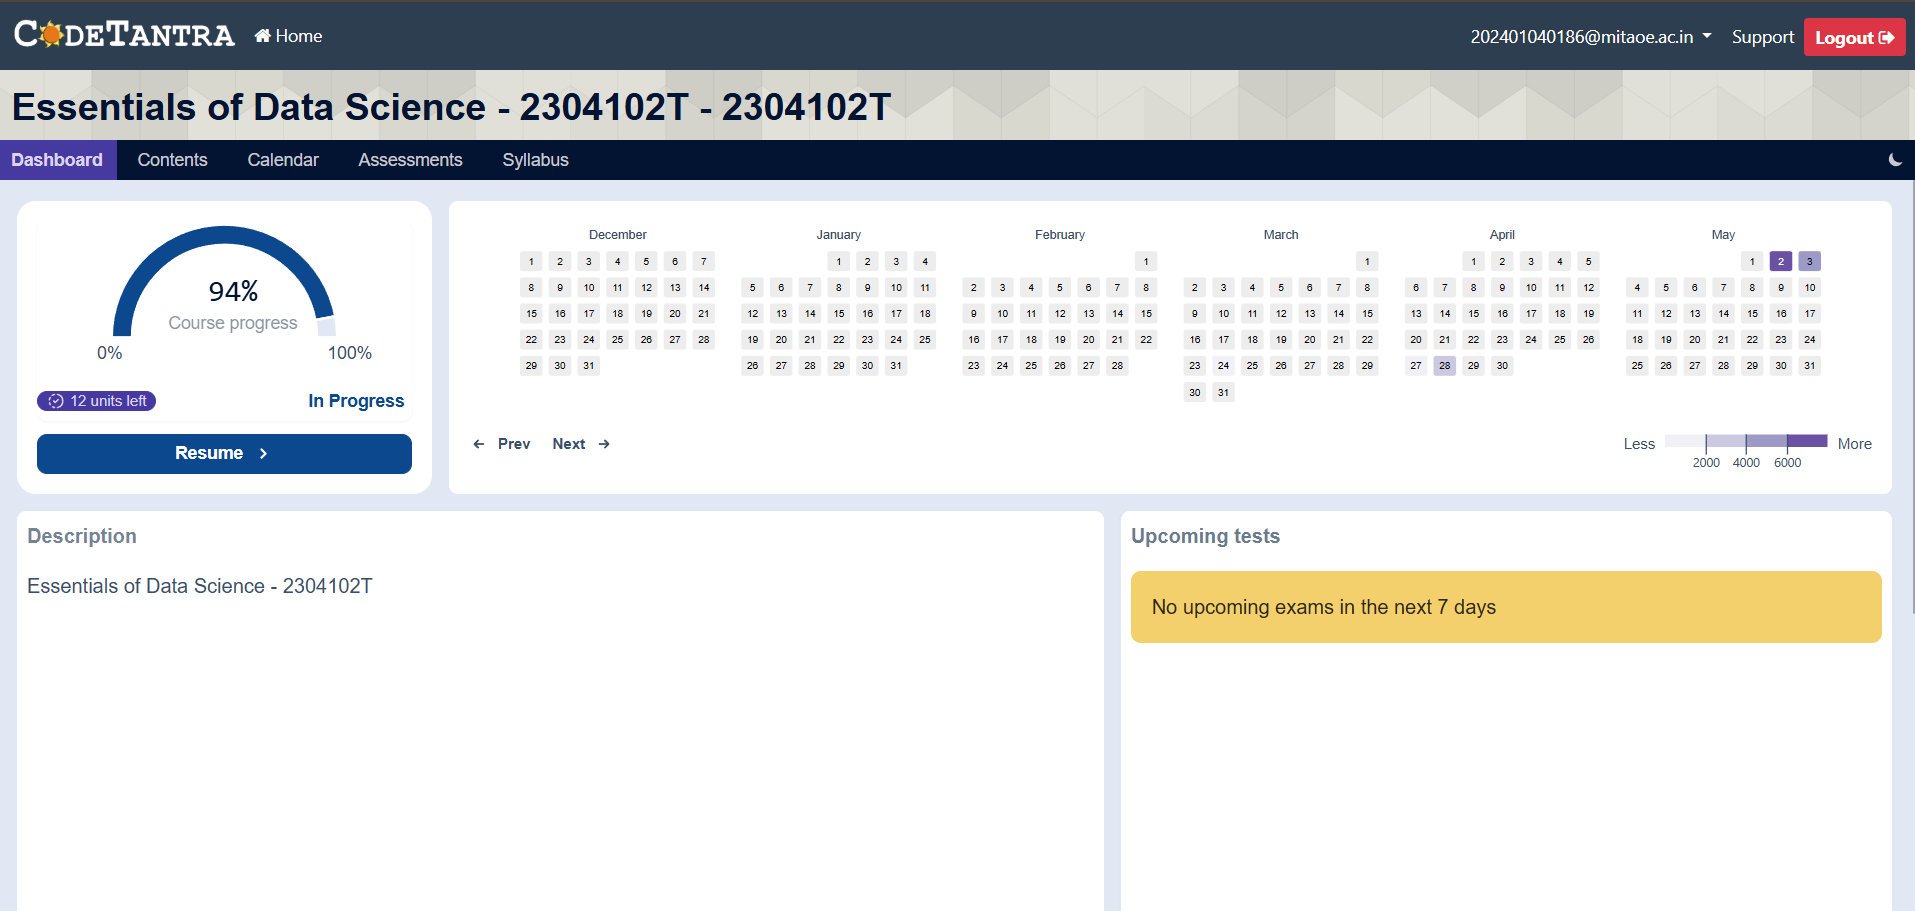 CODETANTRA Home 202401040186@mitaoe.ac.in Support Logout
Essentials of Data Science - 2304102T - 2304102T
Dashboard Contents Calendar Assessments Syllabus
94%
Course progress
0% 100%
12 units left In Progress
Resume
December
1 2 3 4 5 6 7
8 9 10 11 12 13 14
15 16 17 18 19 20 21
22 23 24 25 26 27 28
29 30 31
January
1 2 3 4
5 6 7 8 9 10 11
12 13 14 15 16 17 18
19 20 21 22 23 24 25
26 27 28 29 30 31
February
1
2 3 4 5 6 7 8
9 10 11 12 13 14 15
16 17 18 19 20 21 22
23 24 25 26 27 28
March
1
2 3 4 5 6 7 8
9 10 11 12 13 14 15
16 17 18 19 20 21 22
23 24 25 26 27 28 29
30 31
April
1 2 3 4 5
6 7 8 9 10 11 12
13 14 15 16 17 18 19
20 21 22 23 24 25 26
27 28 29 30
May
1 2 3
4 5 6 7 8 9 10
11 12 13 14 15 16 17
18 19 20 21 22 23 24
25 26 27 28 29 30 31
Prev Next
Less More
2000 4000 6000
Description
Essentials of Data Science - 2304102T
Upcoming tests
No upcoming exams in the next 7 days